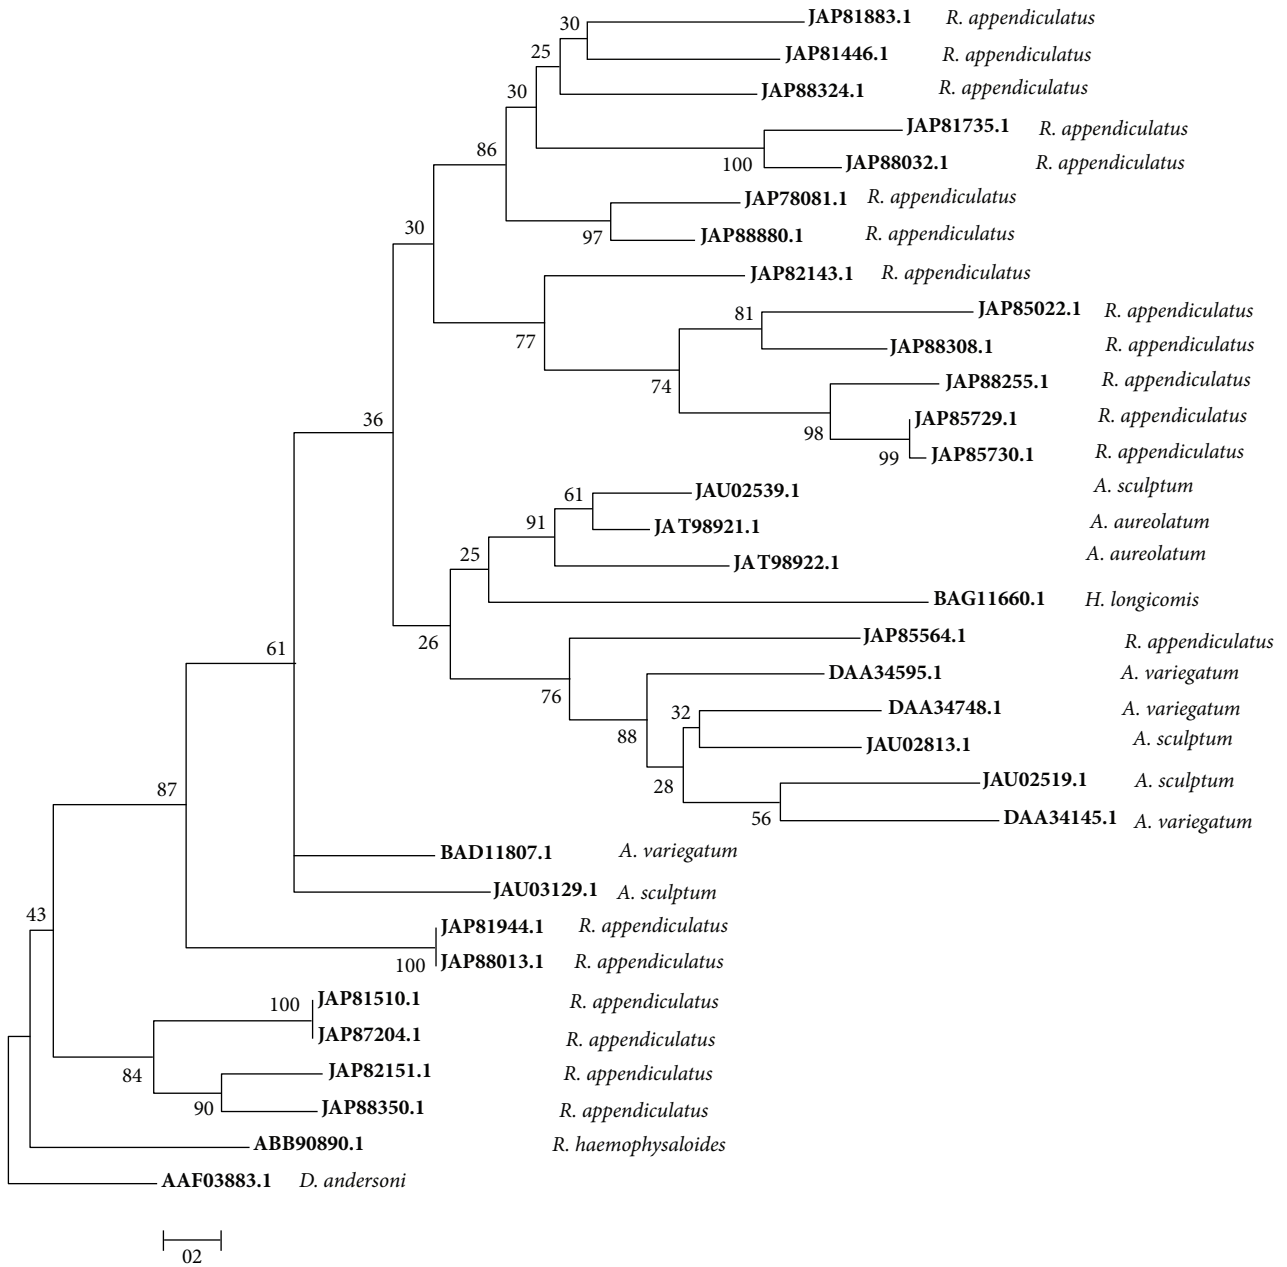 30 JAP81883.1 R. appendiculatus
25 JAP81446.1 R. appendiculatus
30 JAP88324.1 R. appendiculatus
86 JAP81735.1 R. appendiculatus
100 JAP88032.1 R. appendiculatus
JAP78081.1 R. appendiculatus
30 97 JAP88880.1 R. appendiculatus
JAP82143.1 R. appendiculatus
81 JAP85022.1 R. appendiculatus
77 JAP88308.1 R. appendiculatus
74 JAP88255.1 R. appendiculatus
36 98 JAP85729.1 R. appendiculatus
99 JAP85730.1 R. appendiculatus
61 JAU02539.1 A. sculptum
91 JAT98921.1 A. aureolatum
25 JAT98922.1 A. aureolatum
BAG11660.1 H. longicomis
26 JAP85564.1 R. appendiculatus
61 76 DAA34595.1 A. variegatum
32 DAA34748.1 A. variegatum
88 JAU02813.1 A. sculptum
87 28 JAU02519.1 A. sculptum
56 DAA34145.1 A. variegatum
BAD11807.1 A. variegatum
JAU03129.1 A. sculptum
43 JAP81944.1 R. appendiculatus
100 JAP88013.1 R. appendiculatus
100 JAP81510.1 R. appendiculatus
JAP87204.1 R. appendiculatus
84 JAP82151.1 R. appendiculatus
90 JAP88350.1 R. appendiculatus
ABB90890.1 R. haemophysaloides
AAF03883.1 D. andersoni
02